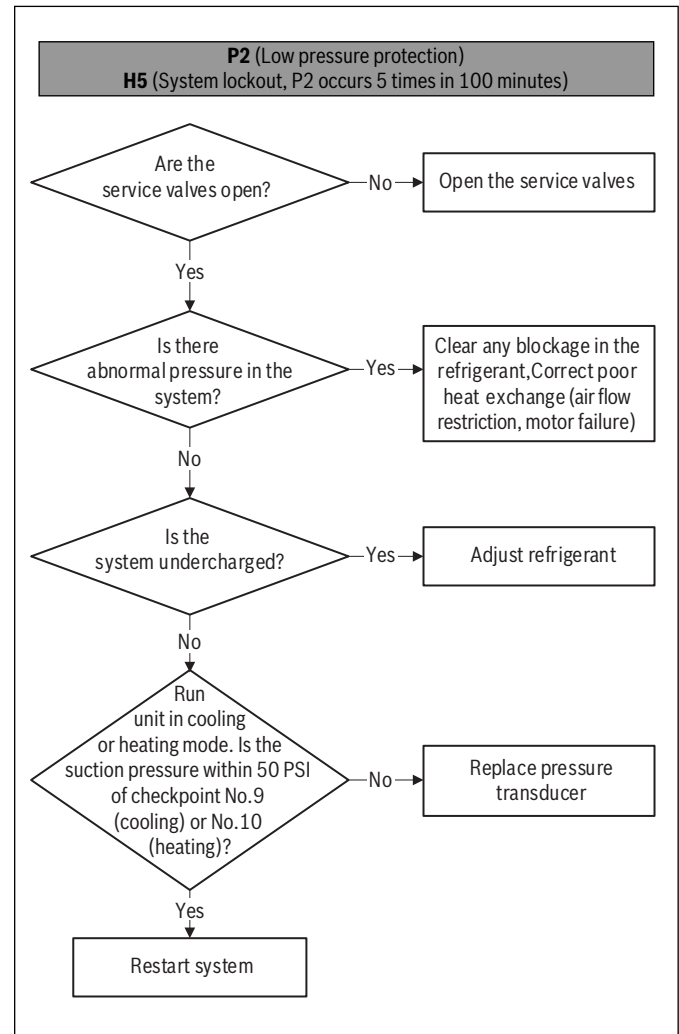 P2 (Low pressure protection)
H5 (System lockout, P2 occurs 5 times in 100 minutes)
Are the
service valves open?
No
Open the service valves
Yes
Is there
abnormal pressure in the
system?
Yes
Clear any blockage in the
refrigerant,Correct poor
heat exchange (air flow
restriction, motor failure)
No
Is the
system undercharged?
Yes
Adjust refrigerant
No
Run
unit in cooling
or heating mode. Is the
suction pressure within 50 PSI
of checkpoint No.9
(cooling) or No.10
(heating)?
No
Replace pressure
transducer
Yes
Restart system